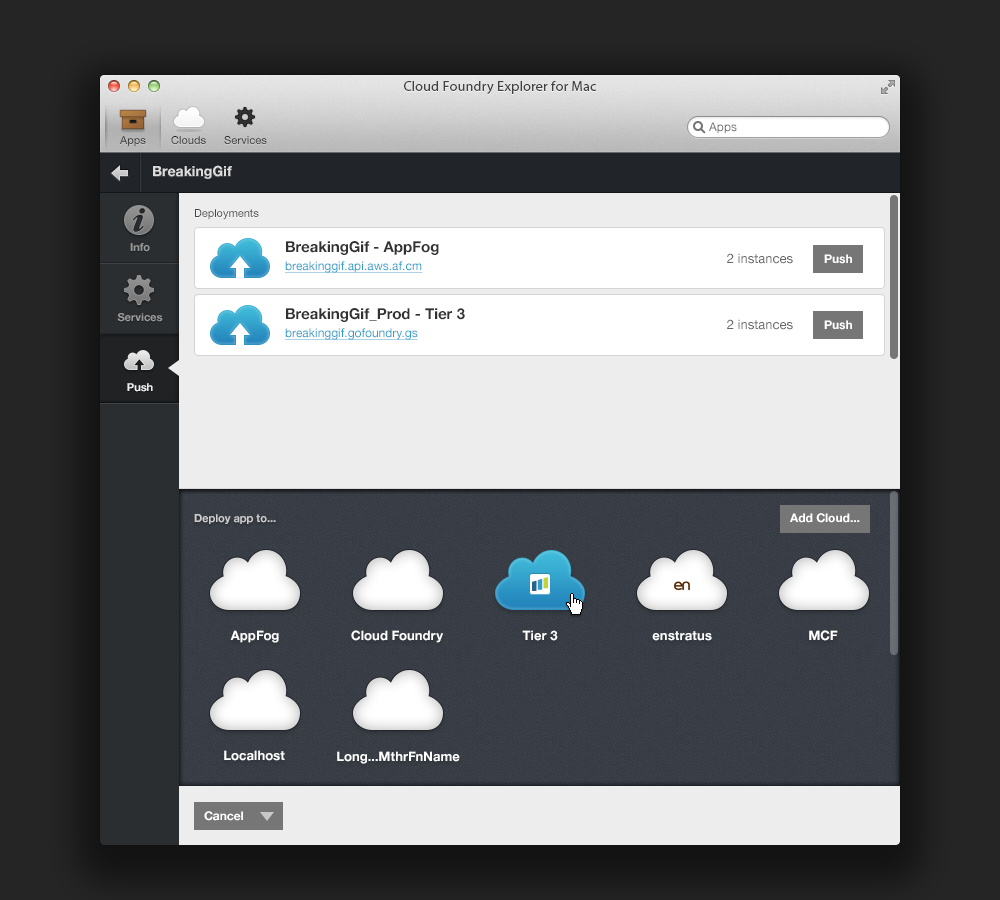 Cloud Foundry Explorer for Mac
Apps
Clouds
Services
Apps
BreakingGif
Info
Services
Push
Deployments
BreakingGif - AppFog
breakinggif.api.aws.af.cm
2 instances
Push
BreakingGif_Prod - Tier 3
breakinggif.gofoundry.gs
2 instances
Push
Deploy app to...
Add Cloud...
AppFog
Cloud Foundry
Tier 3
en
enstratus
MCF
Localhost
Long...MthrFnName
Cancel